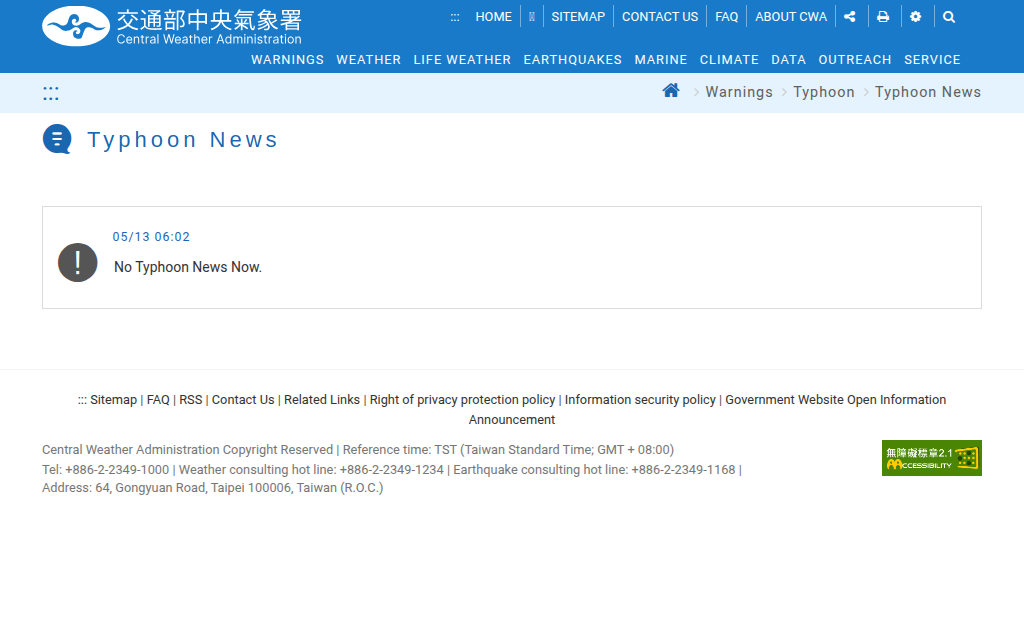 交通部中央氣象署
Central Weather Administration
::: HOME SITEMAP CONTACT US FAQ ABOUT CWA
WARNINGS WEATHER LIFE WEATHER EARTHQUAKES MARINE CLIMATE DATA OUTREACH SERVICE
::: Warnings Typhoon Typhoon News
Typhoon News
05/13 06:02
No Typhoon News Now.
::: Sitemap | FAQ | RSS | Contact Us | Related Links | Right of privacy protection policy | Information security policy | Government Website Open Information
Announcement
Central Weather Administration Copyright Reserved | Reference time: TST (Taiwan Standard Time; GMT + 08:00)
Tel: +886-2-2349-1000 | Weather consulting hot line: +886-2-2349-1234 | Earthquake consulting hot line: +886-2-2349-1168 |
Address: 64, Gongyuan Road, Taipei 100006, Taiwan (R.O.C.)
無障礙標章2.1
AACCESSIBILITY